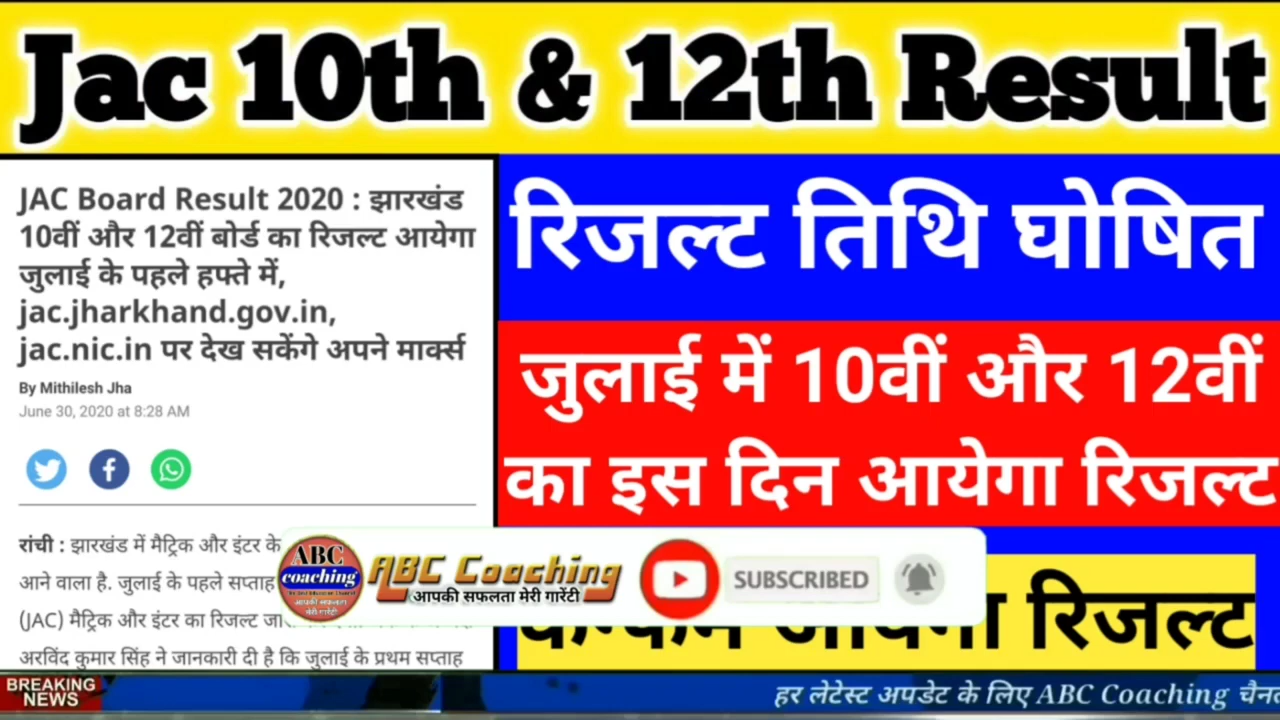 Jac 10th & 12th Result
JAC Board Result 2020 : झारखंड
10वीं और 12वीं बोर्ड का रिजल्ट आयेगा
जुलाई के पहले हफ्ते में,
jac.jharkhand.gov.in,
jac.nic.in पर देख सकेंगे अपने मार्क्स
By Mithilesh Jha
June 30, 2020 at 8:28 AM
रांची : झारखंड में मैट्रिक और इंटर के
आने वाला है. जुलाई के पहले सप्ताह
(JAC) मैट्रिक और इंटर का रिजल्ट
अरविंद कुमार सिंह ने जानकारी दी है कि जुलाई के प्रथम सप्ताह
रिजल्ट तिथि घोषित
जुलाई में 10वीं और 12वीं
का इस दिन आयेगा रिजल्ट
रिजल्ट
ABC
coaching
आपकी सफलता
मेरी गारंटी
ABC Coaching
आपकी सफलता मेरी गारेंटी
SUBSCRIBED
BREAKING
NEWS
हर लेटेस्ट अपडेट के लिए ABC Coaching